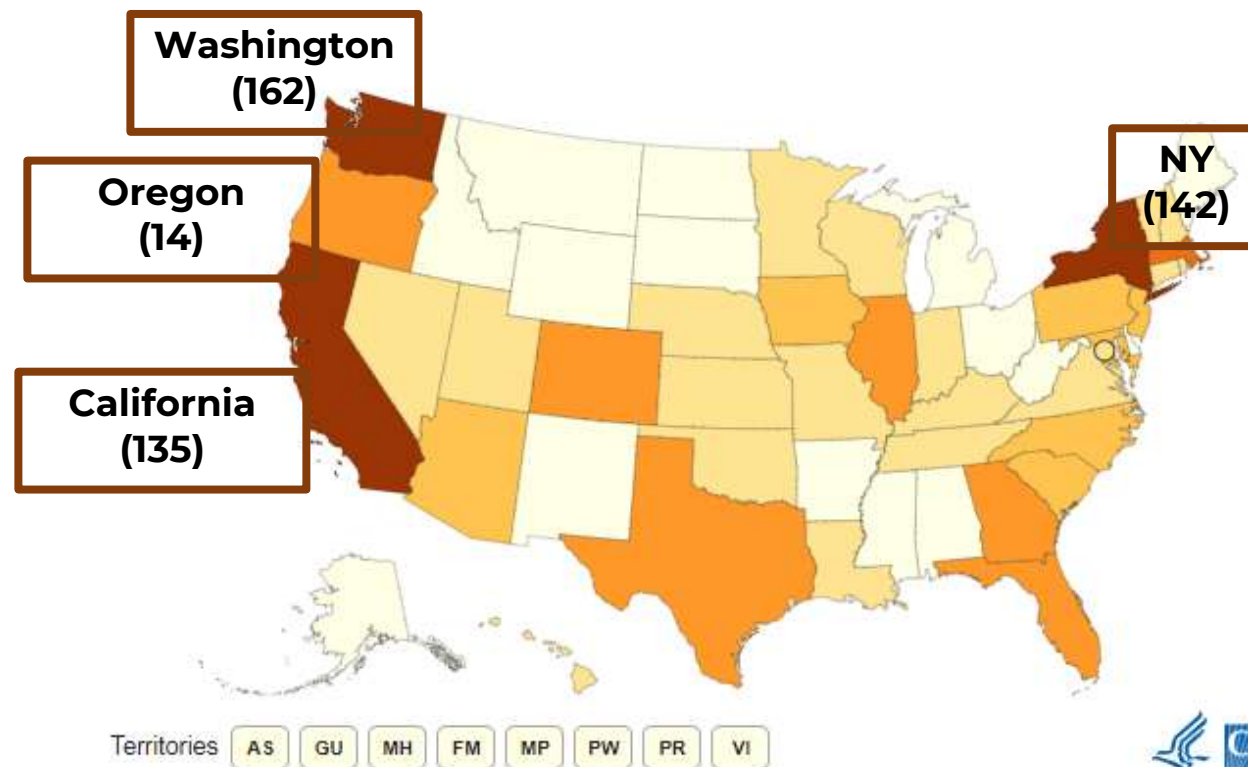 Washington
(162)
NY
(142)
Oregon
(14)
California
(135)
Territories AS GU MH FM MP PW PR VI